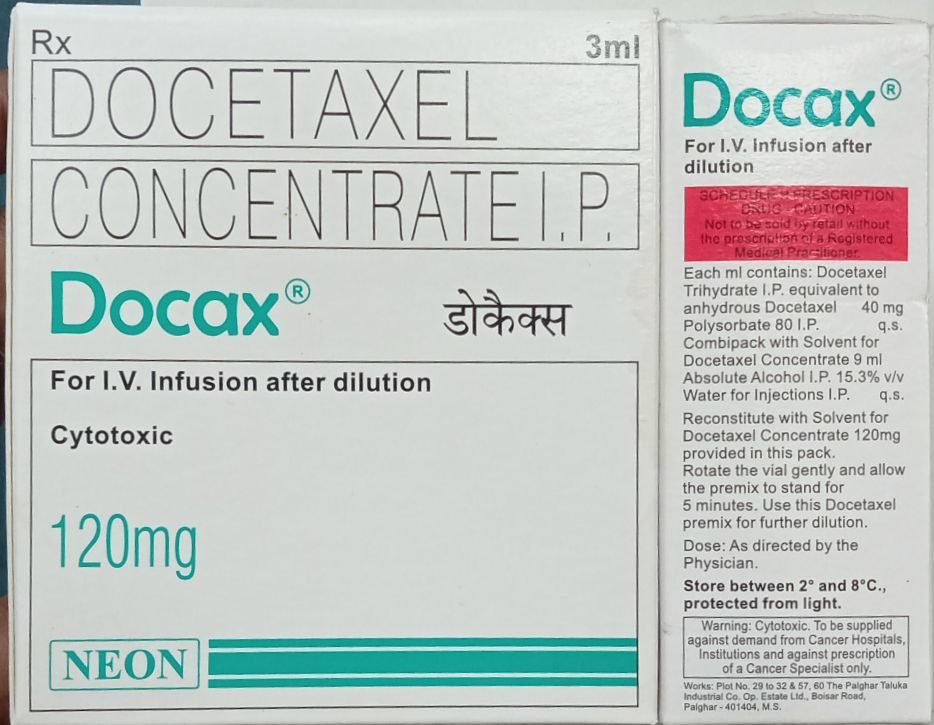 Rx
3ml
DOCETAXEL
CONCENTRATE I.P.
Docax®
डोकैक्स
For I.V. Infusion after dilution
Cytotoxic
120mg
NEON
Docax®
For I.V. Infusion after
dilution
SCHEDULE H PRESCRIPTION
DRUG - CAUTION
Not to be sold by retail without
the prescription of a Registered
Medical Practitioner.
Each ml contains: Docetaxel
Trihydrate I.P. equivalent to
anhydrous Docetaxel 40 mg
Polysorbate 80 I.P. q.s.
Combipack with Solvent for
Docetaxel Concentrate 9 ml
Absolute Alcohol I.P. 15.3% v/v
Water for Injections I.P. q.s.
Reconstitute with Solvent for
Docetaxel Concentrate 120mg
provided in this pack.
Rotate the vial gently and allow
the premix to stand for
5 minutes. Use this Docetaxel
premix for further dilution.
Dose: As directed by the
Physician.
Store between 2° and 8°C.,
protected from light.
Warning: Cytotoxic. To be supplied
against demand from Cancer Hospitals,
Institutions and against prescription
of a Cancer Specialist only.
Works: Plot No. 29 to 32 & 57, 60 The Palghar Taluka
Industrial Co. Op. Estate Ltd., Boisar Road,
Palghar - 401404, M.S.